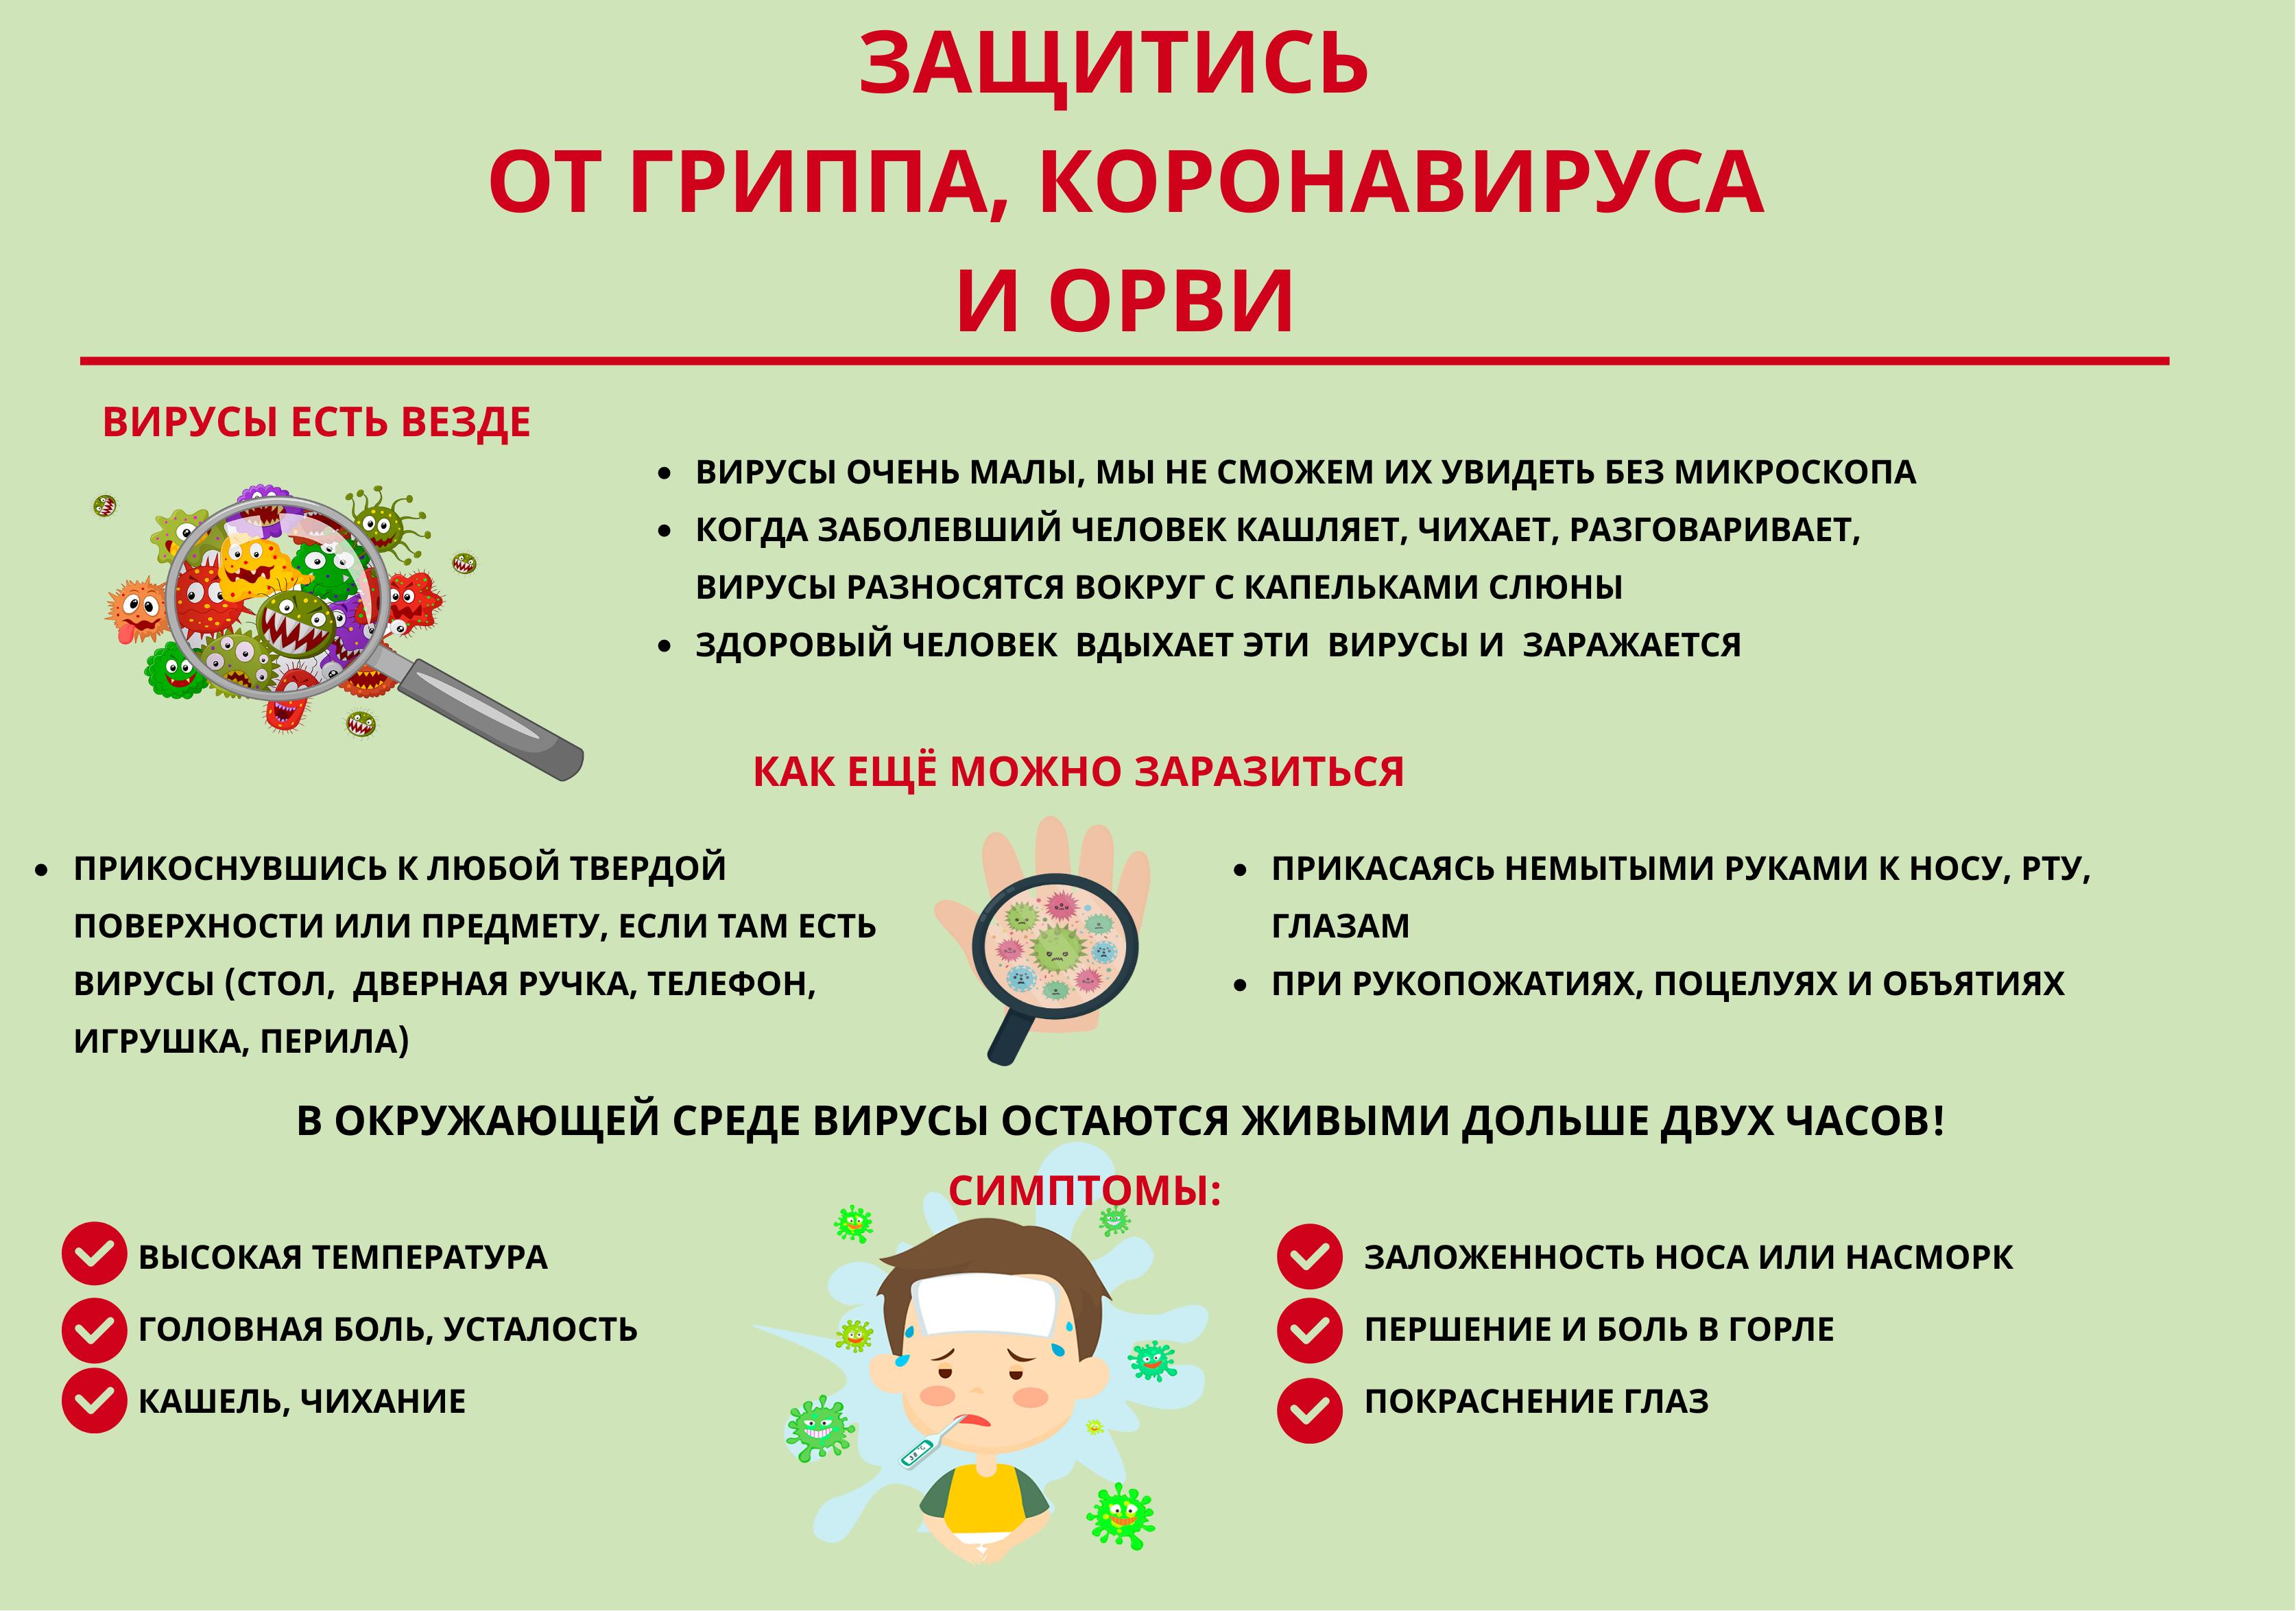 ЗАЩИТИСЬ
ОТ ГРИППА, КОРОНАВИРУСА
И ОРВИ
ВИРУСЫ ЕСТЬ ВЕЗДЕ
ВИРУСЫ ОЧЕНЬ МАЛЫ, МЫ НЕ СМОЖЕМ ИХ УВИДЕТЬ БЕЗ МИКРОСКОПА
КОГДА ЗАБОЛЕВШИЙ ЧЕЛОВЕК КАШЛЯЕТ, ЧИХАЕТ, РАЗГОВАРИВАЕТ,
ВИРУСЫ РАЗНОСЯТСЯ ВОКРУГ С КАПЕЛЬКАМИ СЛЮНЫ
ЗДОРОВЫЙ ЧЕЛОВЕК ВДЫХАЕТ ЭТИ ВИРУСЫ И ЗАРАЖАЕТСЯ
КАК ЕЩЁ МОЖНО ЗАРАЗИТЬСЯ
ПРИКОСНУВШИСЬ К ЛЮБОЙ ТВЕРДОЙ
ПОВЕРХНОСТИ ИЛИ ПРЕДМЕТУ, ЕСЛИ ТАМ ЕСТЬ
ВИРУСЫ (СТОЛ, ДВЕРНАЯ РУЧКА, ТЕЛЕФОН,
ИГРУШКА, ПЕРИЛА)
ПРИКАСАЯСЬ НЕМЫТЫМИ РУКАМИ К НОСУ, РТУ,
ГЛАЗАМ
ПРИ РУКОПОЖАТИЯХ, ПОЦЕЛУЯХ И ОБЪЯТИЯХ
В ОКРУЖАЮЩЕЙ СРЕДЕ ВИРУСЫ ОСТАЮТСЯ ЖИВЫМИ ДОЛЬШЕ ДВУХ ЧАСОВ!
СИМПТОМЫ:
ВЫСОКАЯ ТЕМПЕРАТУРА
ГОЛОВНАЯ БОЛЬ, УСТАЛОСТЬ
КАШЕЛЬ, ЧИХАНИЕ
ЗАЛОЖЕННОСТЬ НОСА ИЛИ НАСМОРК
ПЕРШЕНИЕ И БОЛЬ В ГОРЛЕ
ПОКРАСНЕНИЕ ГЛАЗ